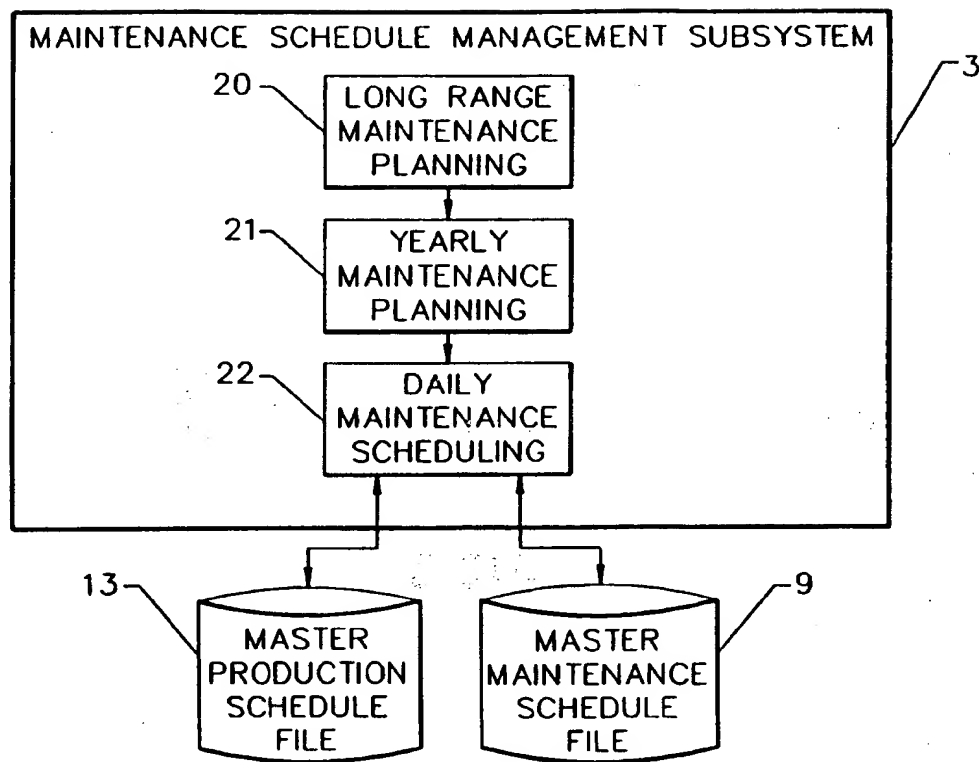 MAINTENANCE SCHEDULE MANAGEMENT SUBSYSTEM
3
20
LONG RANGE
MAINTENANCE
PLANNING
21
YEARLY
MAINTENANCE
PLANNING
22
DAILY
MAINTENANCE
SCHEDULING
13
MASTER
PRODUCTION
SCHEDULE
FILE
9
MASTER
MAINTENANCE
SCHEDULE
FILE